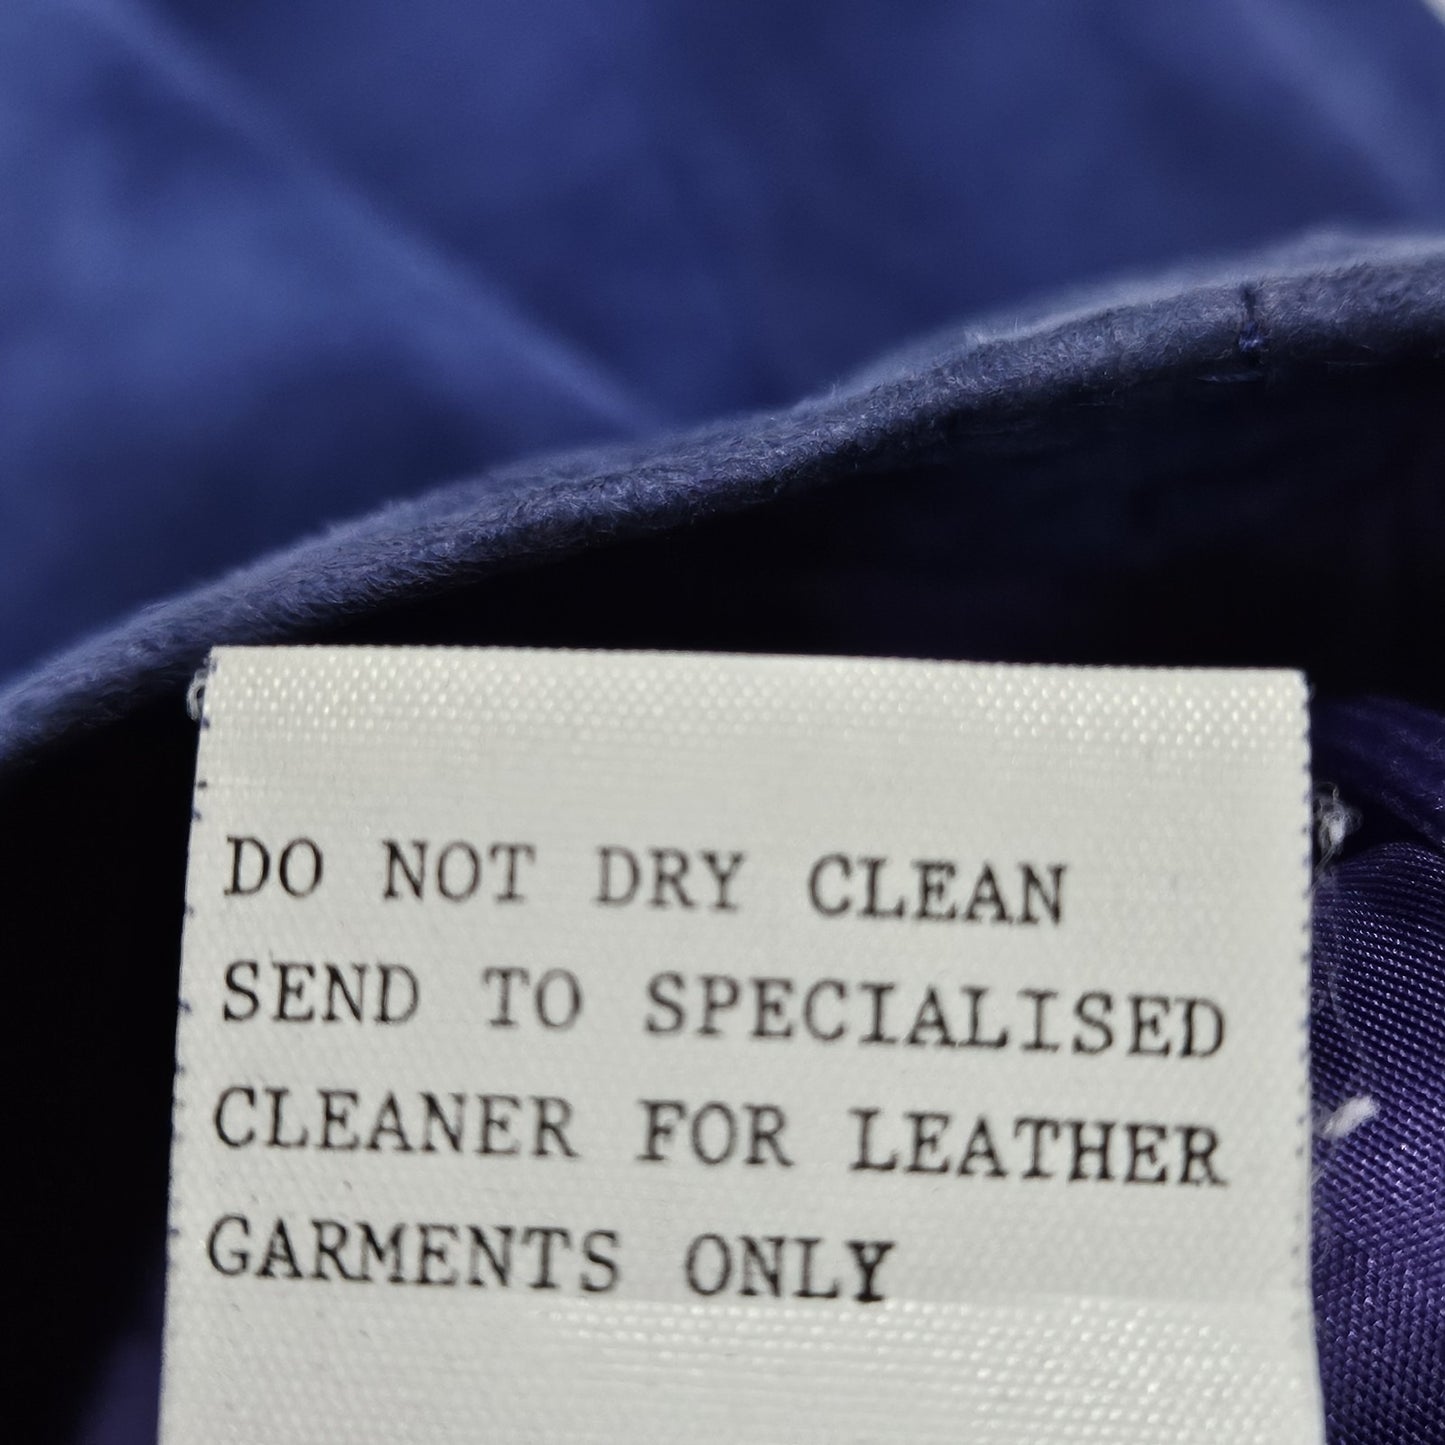 DO NOT DRY CLEAN
SEND TO SPECIALISED
CLEANER FOR LEATHER
GARMENTS ONLY